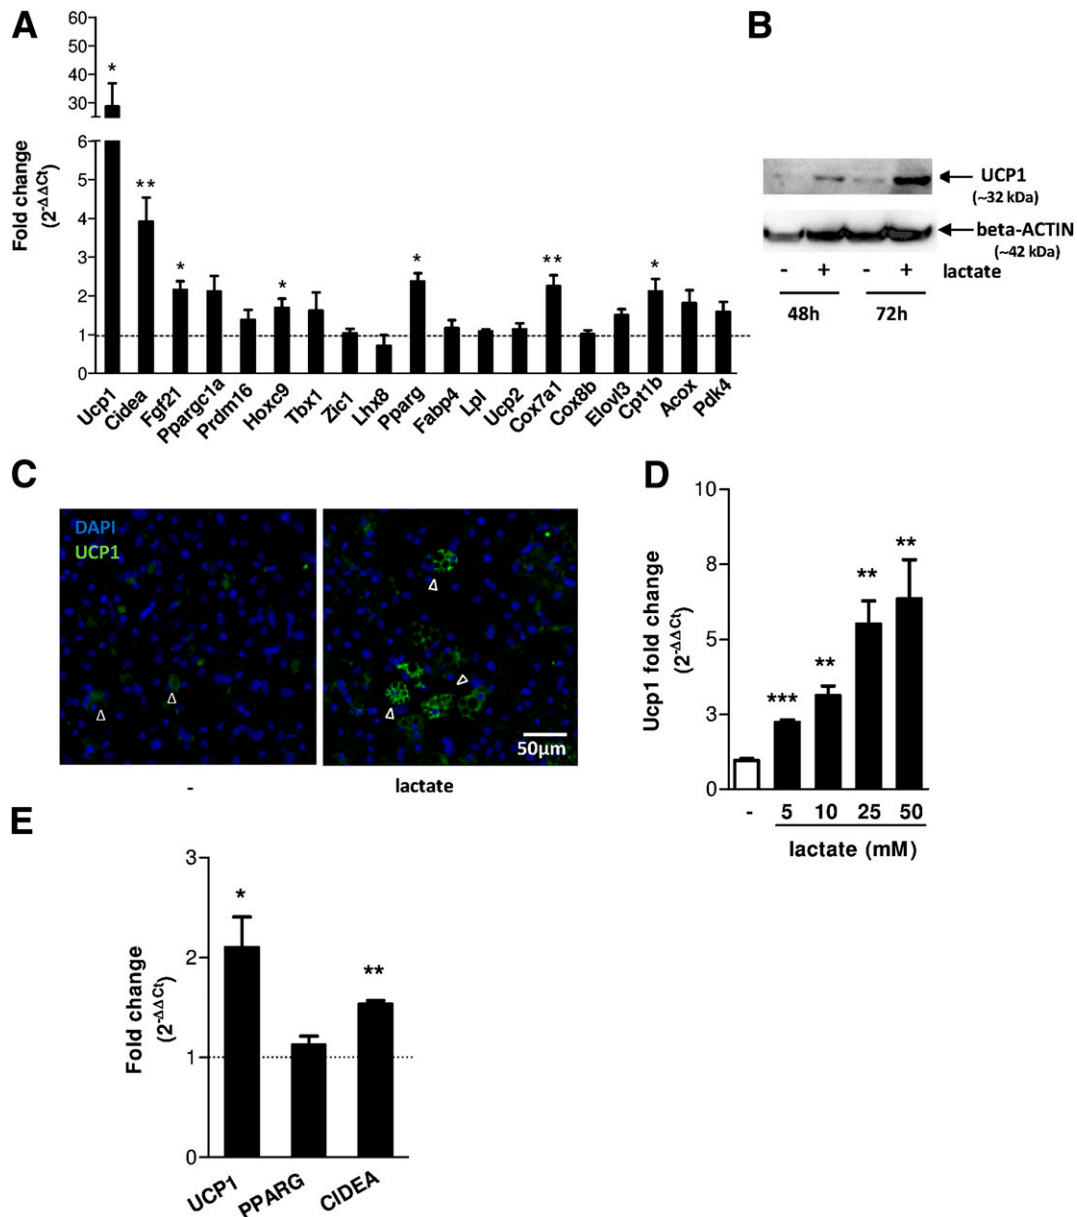 A
60
50
40
30
6
5
4
3
2
1
0
Fold change
(2^-ΔΔCt)
*
**
*
*
*
**
*
Ucp1
Cidea
Fgf21
Ppargc1a
Prdm16
Hoxc9
Tbx1
Zic1
Lhx8
Pparg
Fabp4
Lpl
Ucp2
Cox7a1
Cox8b
Elovl3
Cpt1b
Acox
Pdk4
B
UCP1
(~32 kDa)
beta-ACTIN
(~42 kDa)
- + - + lactate
48h 72h
C
DAPI
UCP1
50µm
- lactate
D
10
8
5
3
0
Ucp1 fold change
(2^-ΔΔCt)
***
**
**
**
- 5 10 25 50
lactate (mM)
E
3
2
1
0
Fold change
(2^-ΔΔCt)
*
**
UCP1
PPARG
CIDEA